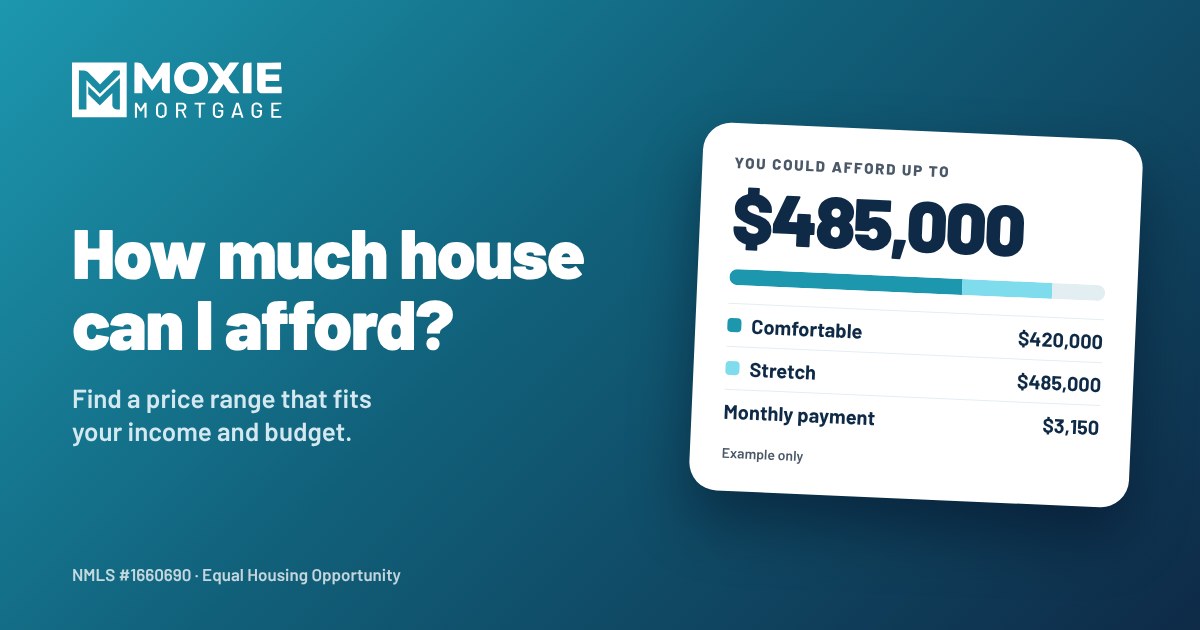 MOXIE
MORTGAGE
How much house
can I afford?
Find a price range that fits
your income and budget.
NMLS #1660690 · Equal Housing Opportunity
YOU COULD AFFORD UP TO
$485,000
Comfortable $420,000
Stretch $485,000
Monthly payment $3,150
Example only